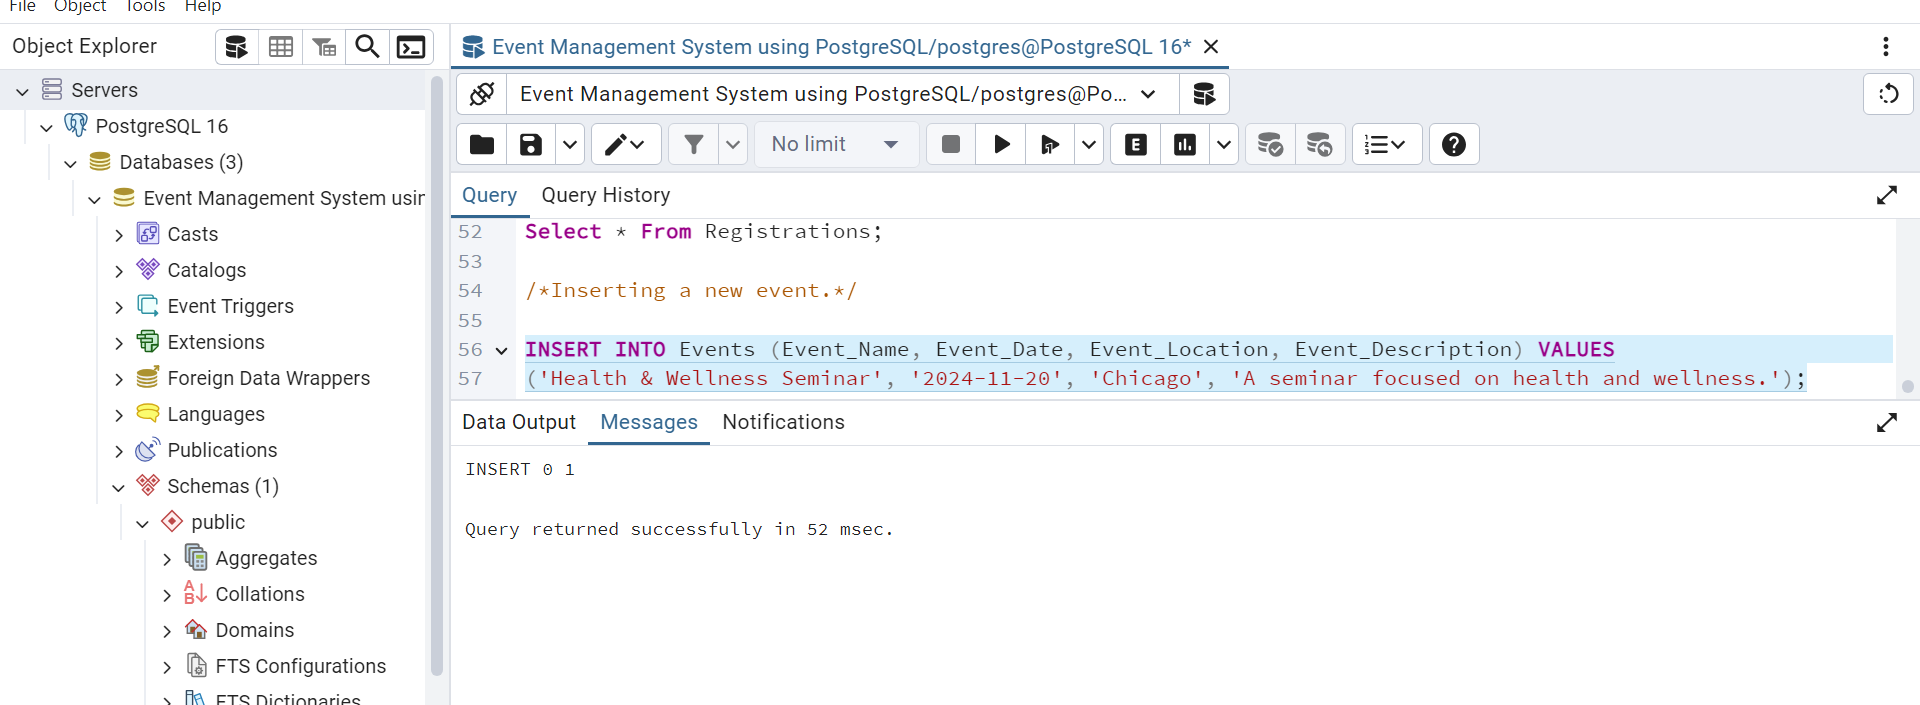 File Object Tools Help
Object Explorer
Servers
PostgreSQL 16
Databases (3)
Event Management System usin
Casts
Catalogs
Event Triggers
Extensions
Foreign Data Wrappers
Languages
Publications
Schemas (1)
public
Aggregates
Collations
Domains
FTS Configurations
FTS Dictionaries
Event Management System using PostgreSQL/postgres@PostgreSQL 16*
Event Management System using PostgreSQL/postgres@Po...
No limit
E
Query Query History
52 Select * From Registrations;
53
54 /*Inserting a new event.*/
55
56 INSERT INTO Events (Event_Name, Event_Date, Event_Location, Event_Description) VALUES
57 ('Health & Wellness Seminar', '2024-11-20', 'Chicago', 'A seminar focused on health and wellness.');
Data Output Messages Notifications
INSERT 0 1
Query returned successfully in 52 msec.